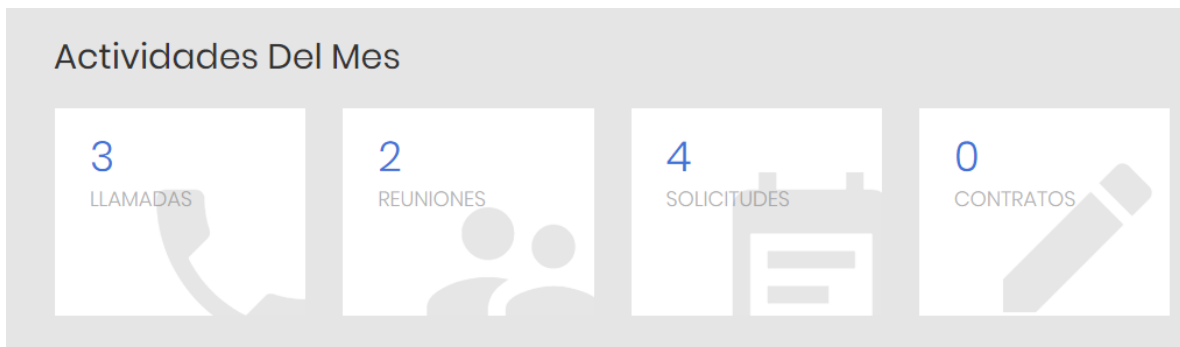 Actividades Del Mes
3
LLAMADAS
2
REUNIONES
4
SOLICITUDES
0
CONTRATOS